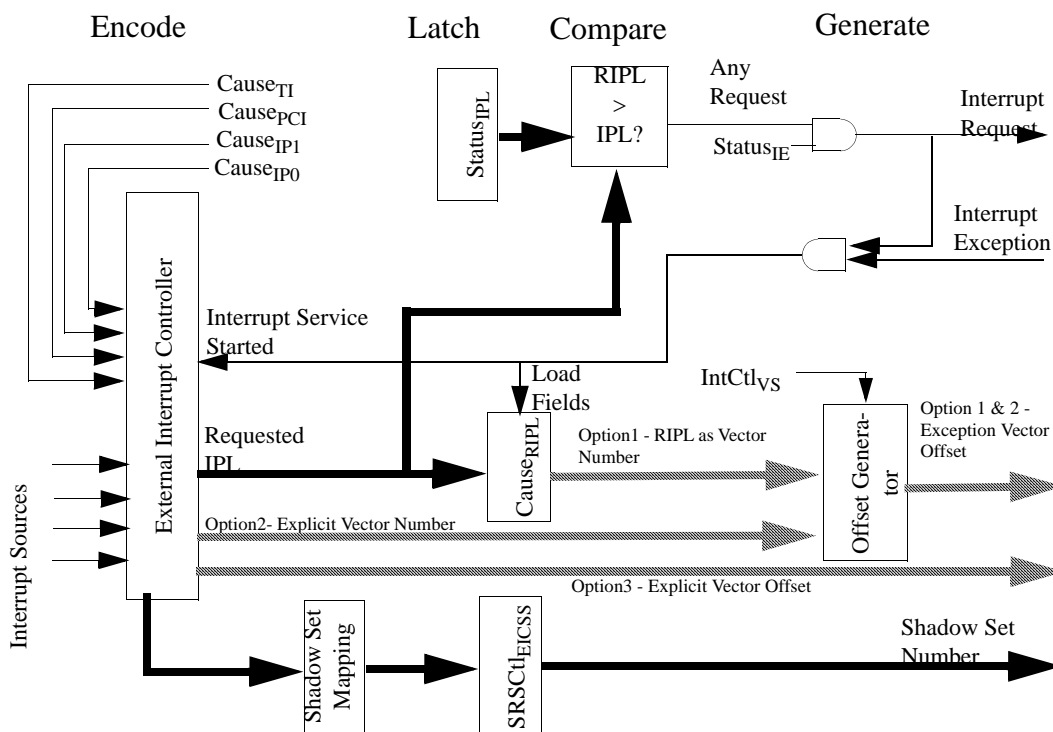 Encode
Latch
Compare
Generate
CauseTI
CausePCI
CauseIP1
CauseIP0
StatusIPL
RIPL
>
IPL?
Any
Request
StatusIE
Interrupt
Request
Interrupt
Exception
External Interrupt Controller
Interrupt Service
Started
Load
Fields
IntCtlVS
Requested
IPL
CauseRIPL
Option1 - RIPL as Vector
Number
Offset Genera-
tor
Option 1 & 2 -
Exception Vector
Offset
Option2- Explicit Vector Number
Option3 - Explicit Vector Offset
Interrupt Sources
Shadow Set
Mapping
SRSCtlEICSS
Shadow Set
Number